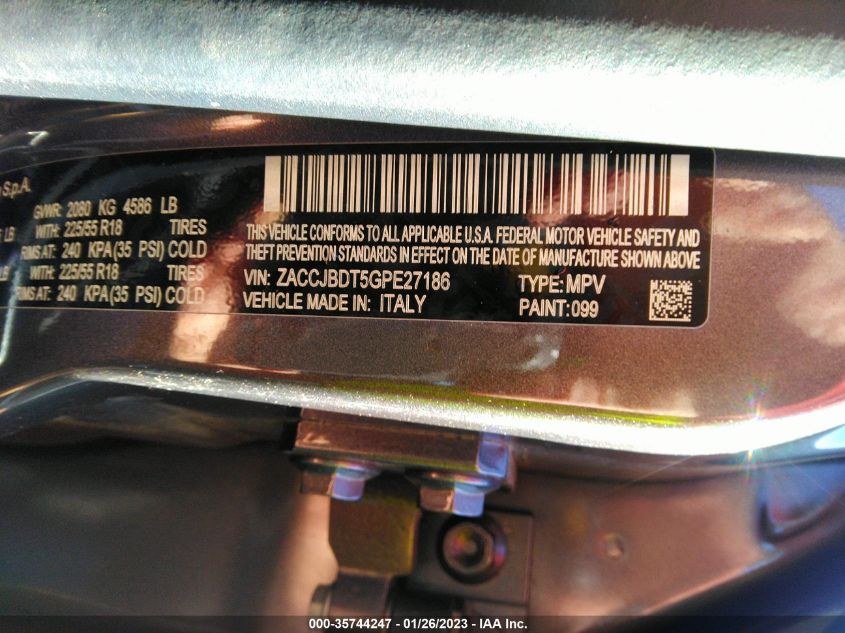 S.p.A.
GVWR: 2080 KG 4586 LB
LB WITH: 225/55 R18 TIRES
RIMS AT: 240 KPA(35 PSI) COLD
LB WITH: 225/55 R18 TIRES
RIMS AT: 240 KPA(35 PSI) COLD
THIS VEHICLE CONFORMS TO ALL APPLICABLE U.S.A. FEDERAL MOTOR VEHICLE SAFETY AND
THEFT PREVENTION STANDARDS IN EFFECT ON THE DATE OF MANUFACTURE SHOWN ABOVE
VIN: ZACCJBDT5GPE27186 TYPE: MPV
VEHICLE MADE IN: ITALY PAINT: 099
000-35744247 - 01/26/2023 - IAA Inc.